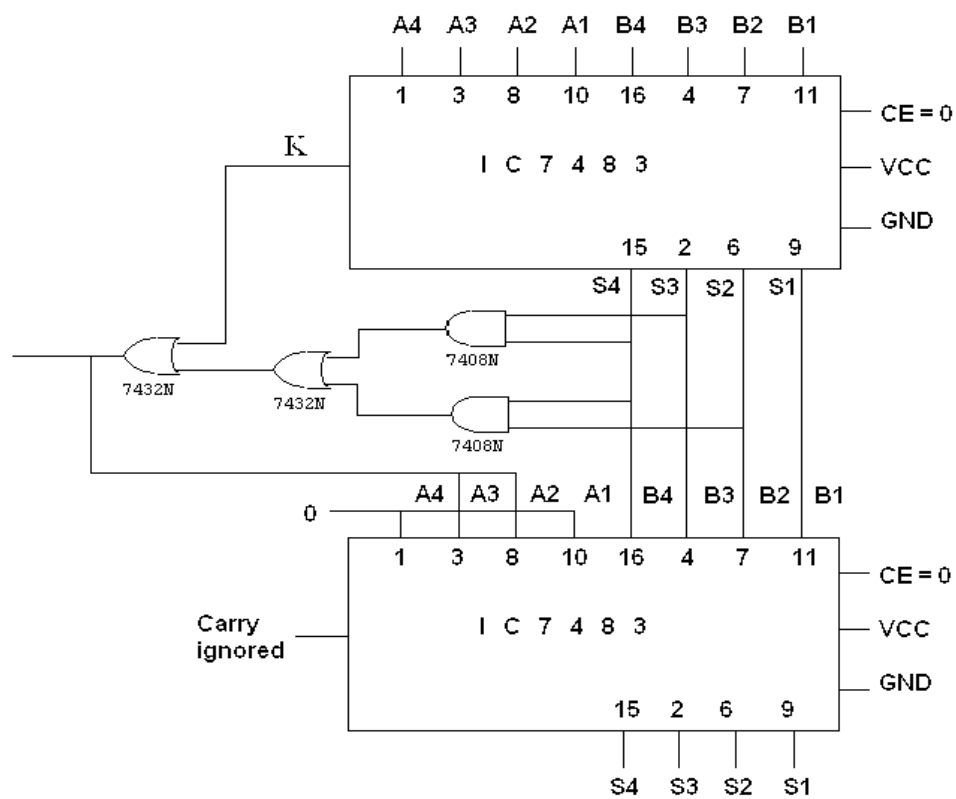 A4 A3 A2 A1 B4 B3 B2 B1
1 3 8 10 16 4 7 11
CE = 0
K
I C 7 4 8 3
VCC
GND
15 2 6 9
S4 S3 S2 S1
7408N
7432N
7432N
7408N
A4 A3 A2 A1 B4 B3 B2 B1
0
1 3 8 10 16 4 7 11
CE = 0
Carry
ignored
I C 7 4 8 3
VCC
GND
15 2 6 9
S4 S3 S2 S1